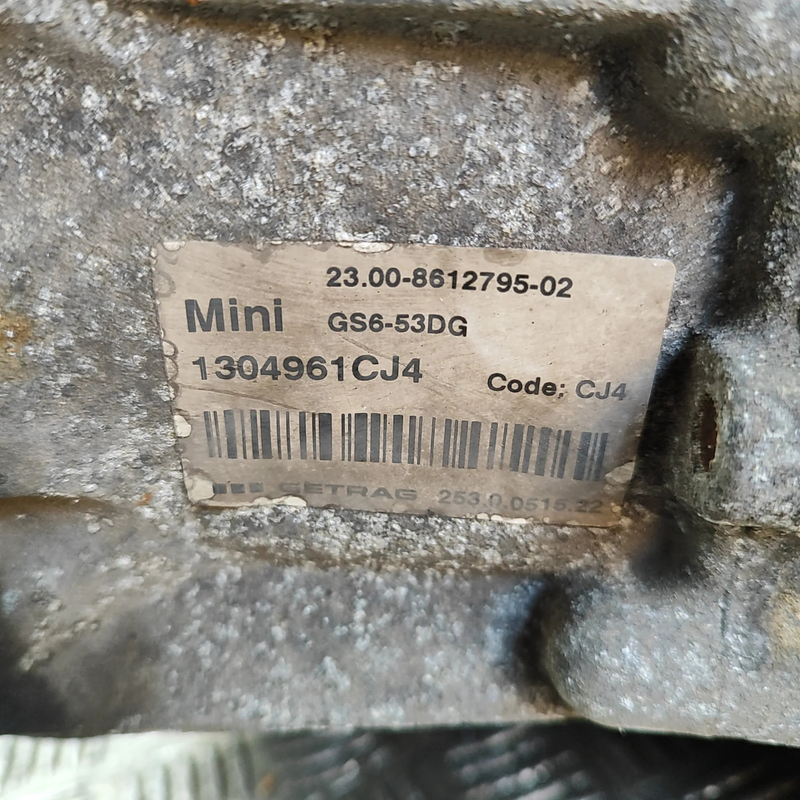 23.00-8612795-02
Mini GS6-53DG
1304961CJ4 Code; CJ4
GETRAG 253.0.0515.22